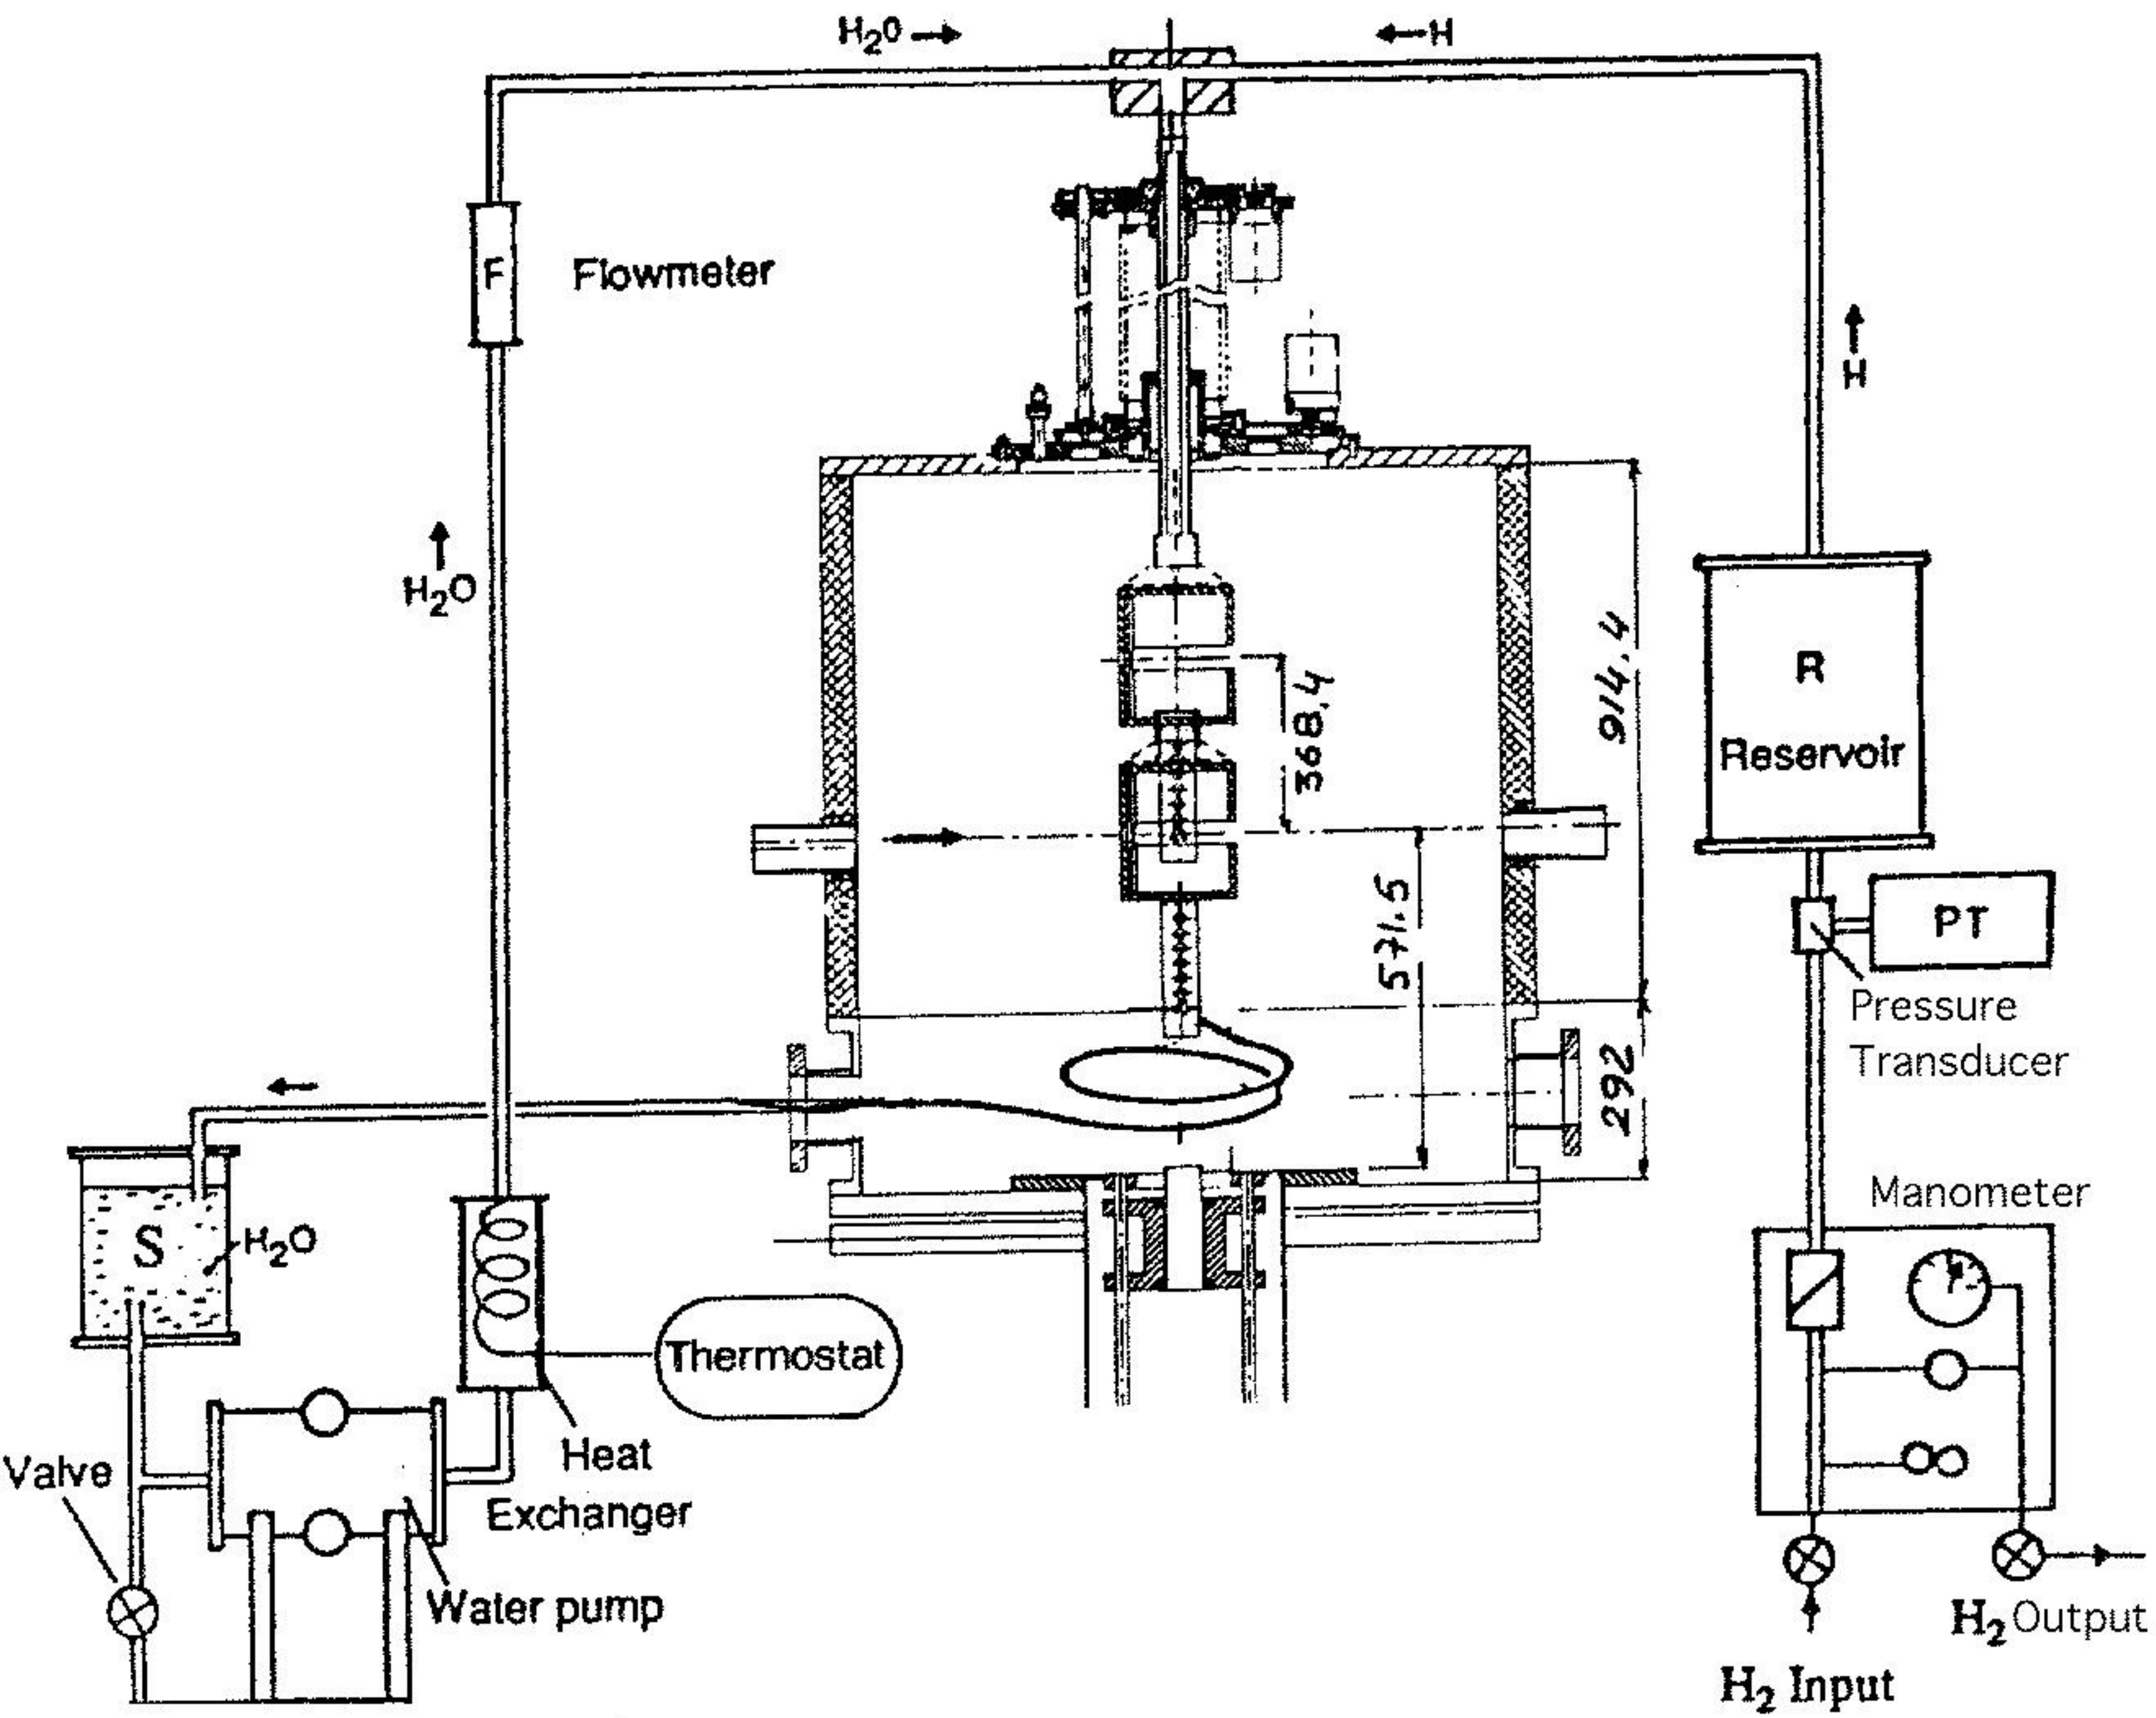 H₂O
H
F
Flowmeter
H
H₂O
914.4
368,4
R
Reservoir
571.5
PT
Pressure
Transducer
292
Manometer
S
H₂O
Thermostat
Heat
Exchanger
Valve
Water pump
H₂ Output
H₂ Input